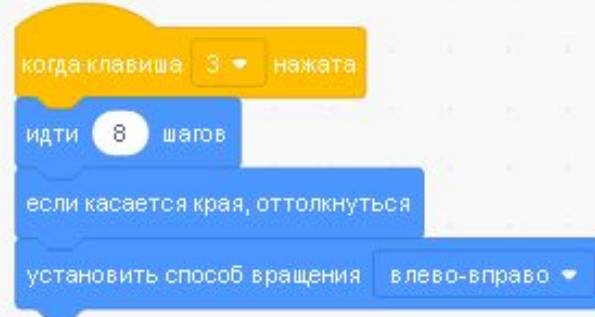 когда клавиша 3 нажата
идти 8 шагов
если касается края, оттолкнуться
установить способ вращения влево-вправо